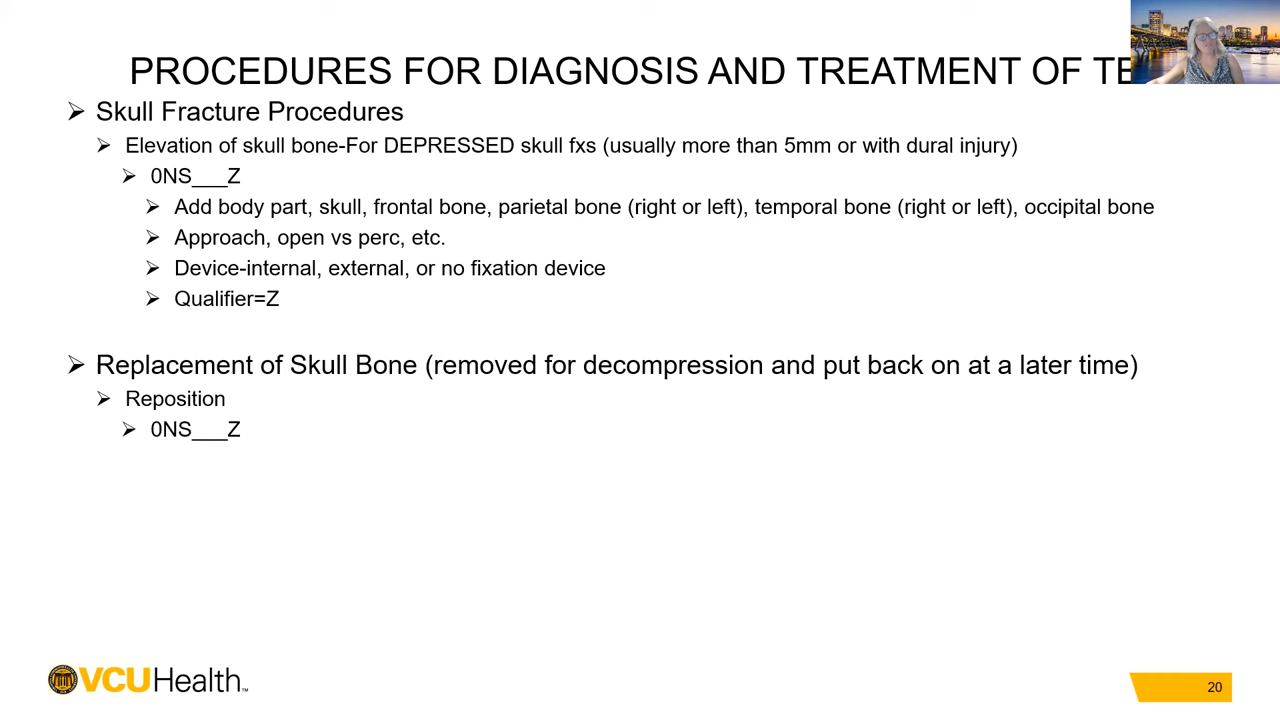 PROCEDURES FOR DIAGNOSIS AND TREATMENT OF
Skull Fracture Procedures
Elevation of skull bone-For DEPRESSED skull fxs (usually more than 5mm or with dural injury)
0NS___Z
Add body part, skull, frontal bone, parietal bone (right or left), temporal bone (right or left), occipital bone
Approach, open vs perc, etc.
Device-internal, external, or no fixation device
Qualifier=Z
Replacement of Skull Bone (removed for decompression and put back on at a later time)
Reposition
0NS___Z
VCUHealth™
20